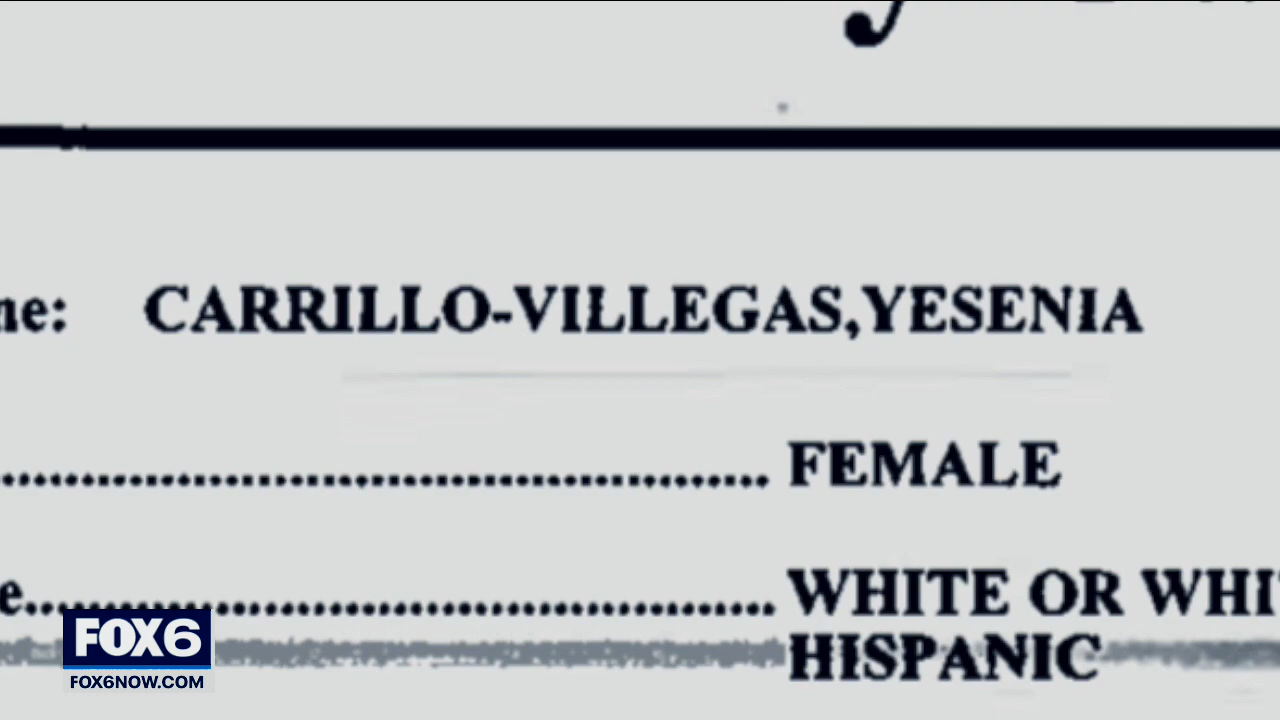 ne: CARRILLO-VILLEGAS,YESENIA
FEMALE
e WHITE OR WHI
HISPANIC
FOX6
FOX6NOW.COM